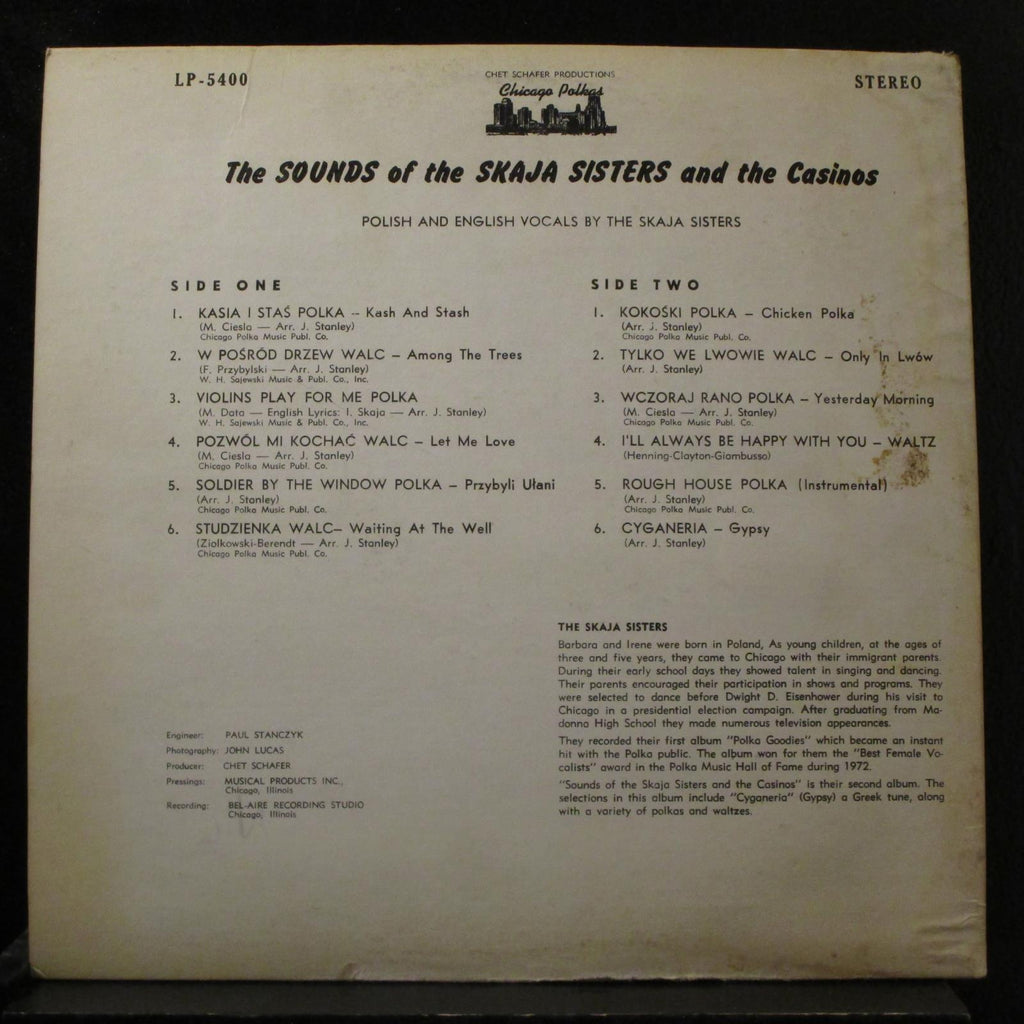 LP-5400
CHET SCHAFER PRODUCTIONS
Chicago Polkas
STEREO
The SOUNDS of the SKAJA SISTERS and the Casinos
POLISH AND ENGLISH VOCALS BY THE SKAJA SISTERS
SIDE ONE
1. KASIA I STAŚ POLKA -- Kash And Stash
(M. Ciesla — Arr. J. Stanley)
Chicago Polka Music Publ. Co.
2. W POŚRÓD DRZEW WALC – Among The Trees
(F. Przybylski — Arr. J. Stanley)
W. H. Sajewski Music & Publ. Co., Inc.
3. VIOLINS PLAY FOR ME POLKA
(M. Data — English Lyrics: I. Skaja — Arr. J. Stanley)
W. H. Sajewski Music & Publ. Co., Inc.
4. POZWÓL MI KOCHAĆ WALC – Let Me Love
(M. Ciesla — Arr. J. Stanley)
Chicago Polka Music Publ. Co.
5. SOLDIER BY THE WINDOW POLKA – Przybyli Ułani
(Arr. J. Stanley)
Chicago Polka Music Publ. Co.
6. STUDZIENKA WALC– Waiting At The Well
(Ziolkowski-Berendt — Arr. J. Stanley)
Chicago Polka Music Publ. Co.
SIDE TWO
1. KOKOŚKI POLKA – Chicken Polka
(Arr. J. Stanley)
Chicago Polka Music Publ. Co.
2. TYLKO WE LWOWIE WALC – Only In Lwów
(Arr. J. Stanley)
3. WCZORAJ RANO POLKA – Yesterday Morning
(M. Ciesla — Arr. J. Stanley)
Chicago Polka Music Publ. Co.
4. I'LL ALWAYS BE HAPPY WITH YOU – WALTZ
(Henning-Clayton-Giambusso)
5. ROUGH HOUSE POLKA (Instrumental)
(Arr. J. Stanley)
Chicago Polka Music Publ. Co.
6. CYGANERIA – Gypsy
(Arr. J. Stanley)
THE SKAJA SISTERS
Barbara and Irene were born in Poland, As young children, at the ages of
three and five years, they came to Chicago with their immigrant parents.
During their early school days they showed talent in singing and dancing.
Their parents encouraged their participation in shows and programs. They
were selected to dance before Dwight D. Eisenhower during his visit to
Chicago in a presidential election campaign. After graduating from Ma-
donna High School they made numerous television appearances.
They recorded their first album "Polka Goodies" which became an instant
hit with the Polka public. The album won for them the "Best Female Vo-
calists" award in the Polka Music Hall of Fame during 1972.
"Sounds of the Skaja Sisters and the Casinos" is their second album. The
selections in this album include "Cyganeria" (Gypsy) a Greek tune, along
with a variety of polkas and waltzes.
Engineer: PAUL STANCZYK
Photography: JOHN LUCAS
Producer: CHET SCHAFER
Pressings: MUSICAL PRODUCTS INC.,
Chicago, Illinois
Recording: BEL-AIRE RECORDING STUDIO
Chicago, Illinois